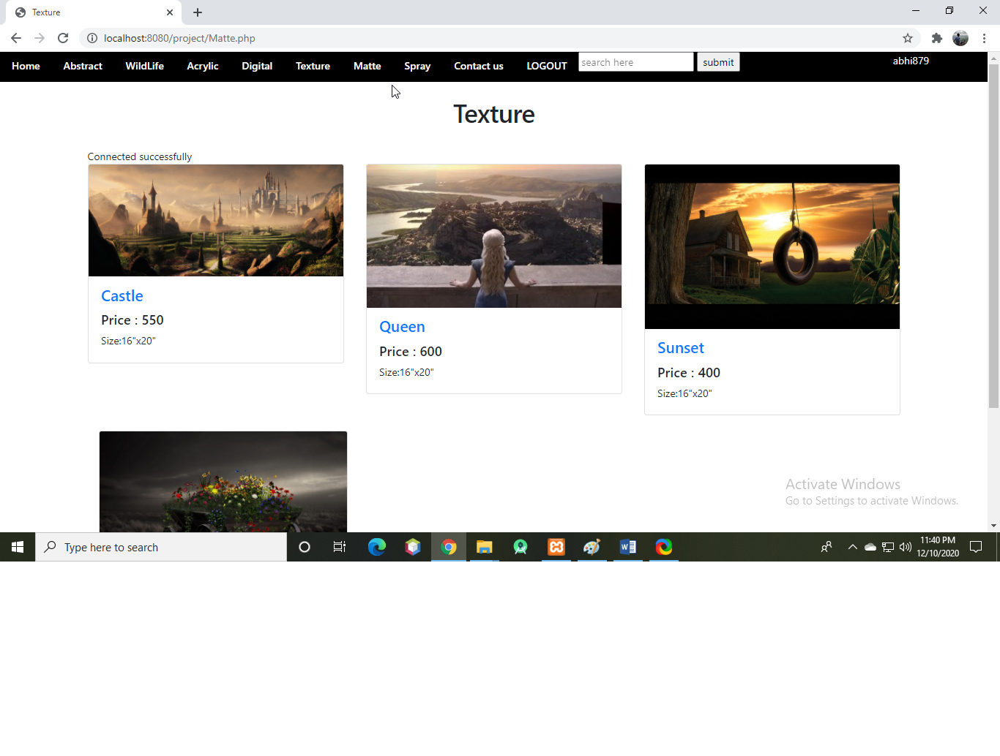 Texture
localhost:8080/project/Matte.php
Home Abstract WildLife Acrylic Digital Texture Matte Spray Contact us LOGOUT search here submit abhi879
Texture
Connected successfully
Castle
Price : 550
Size:16"x20"
Queen
Price : 600
Size:16"x20"
Sunset
Price : 400
Size:16"x20"
Activate Windows
Go to Settings to activate Windows.
Type here to search
11:40 PM
12/10/2020